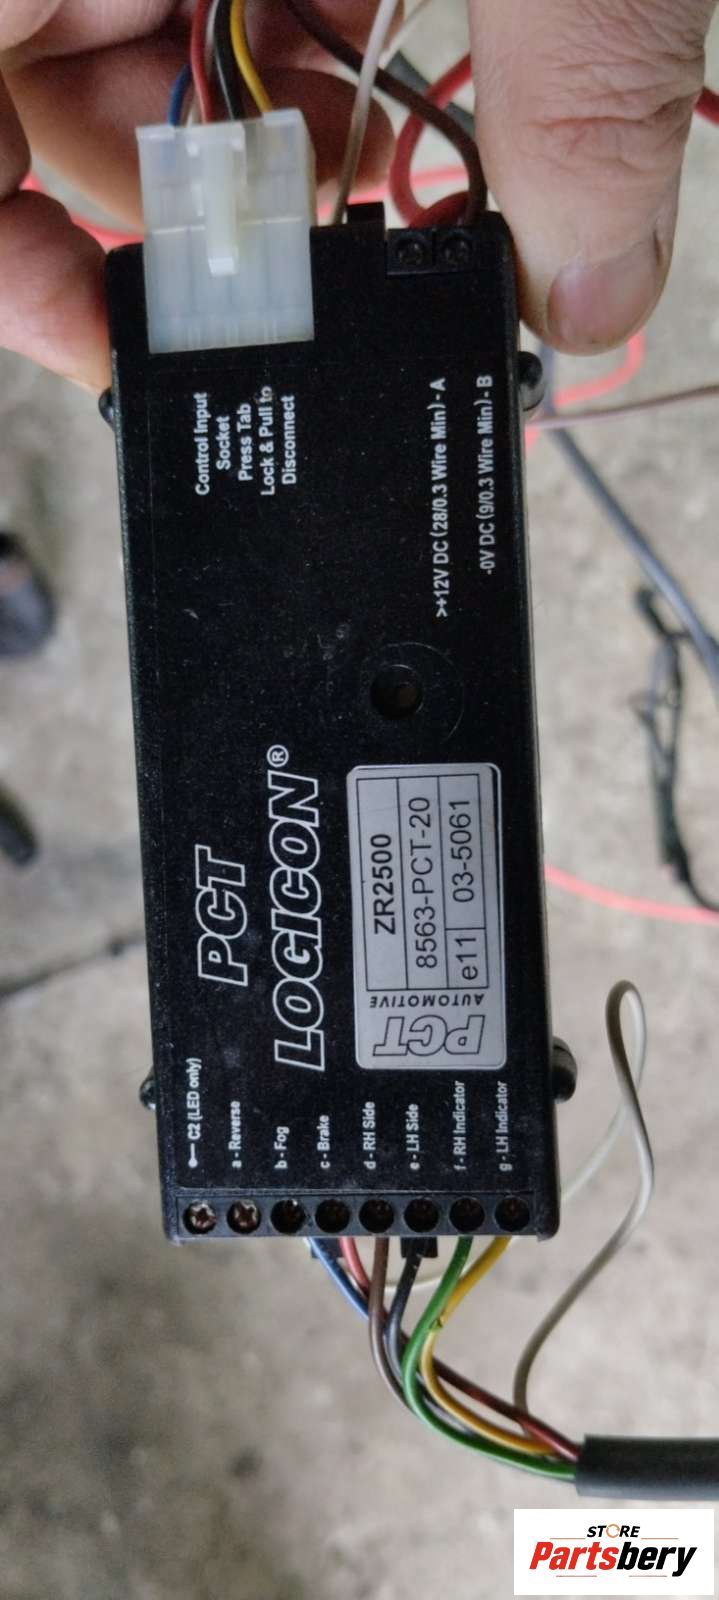 Control Input
Socket
Press Tab
Lock & Pull to
Disconnect
>+12V DC (28/0.3 Wire Min) - A
-0V DC (9/0.3 Wire Min) - B
PCT
LOGICON®
PCT
AUTOMOTIVE
ZR2500
8563-PCT-20
e11 03-5061
C2 (LED only)
a - Reverse
b - Fog
c - Brake
d - RH Side
e - LH Side
f - RH Indicator
g - LH Indicator
STORE
Partsbery